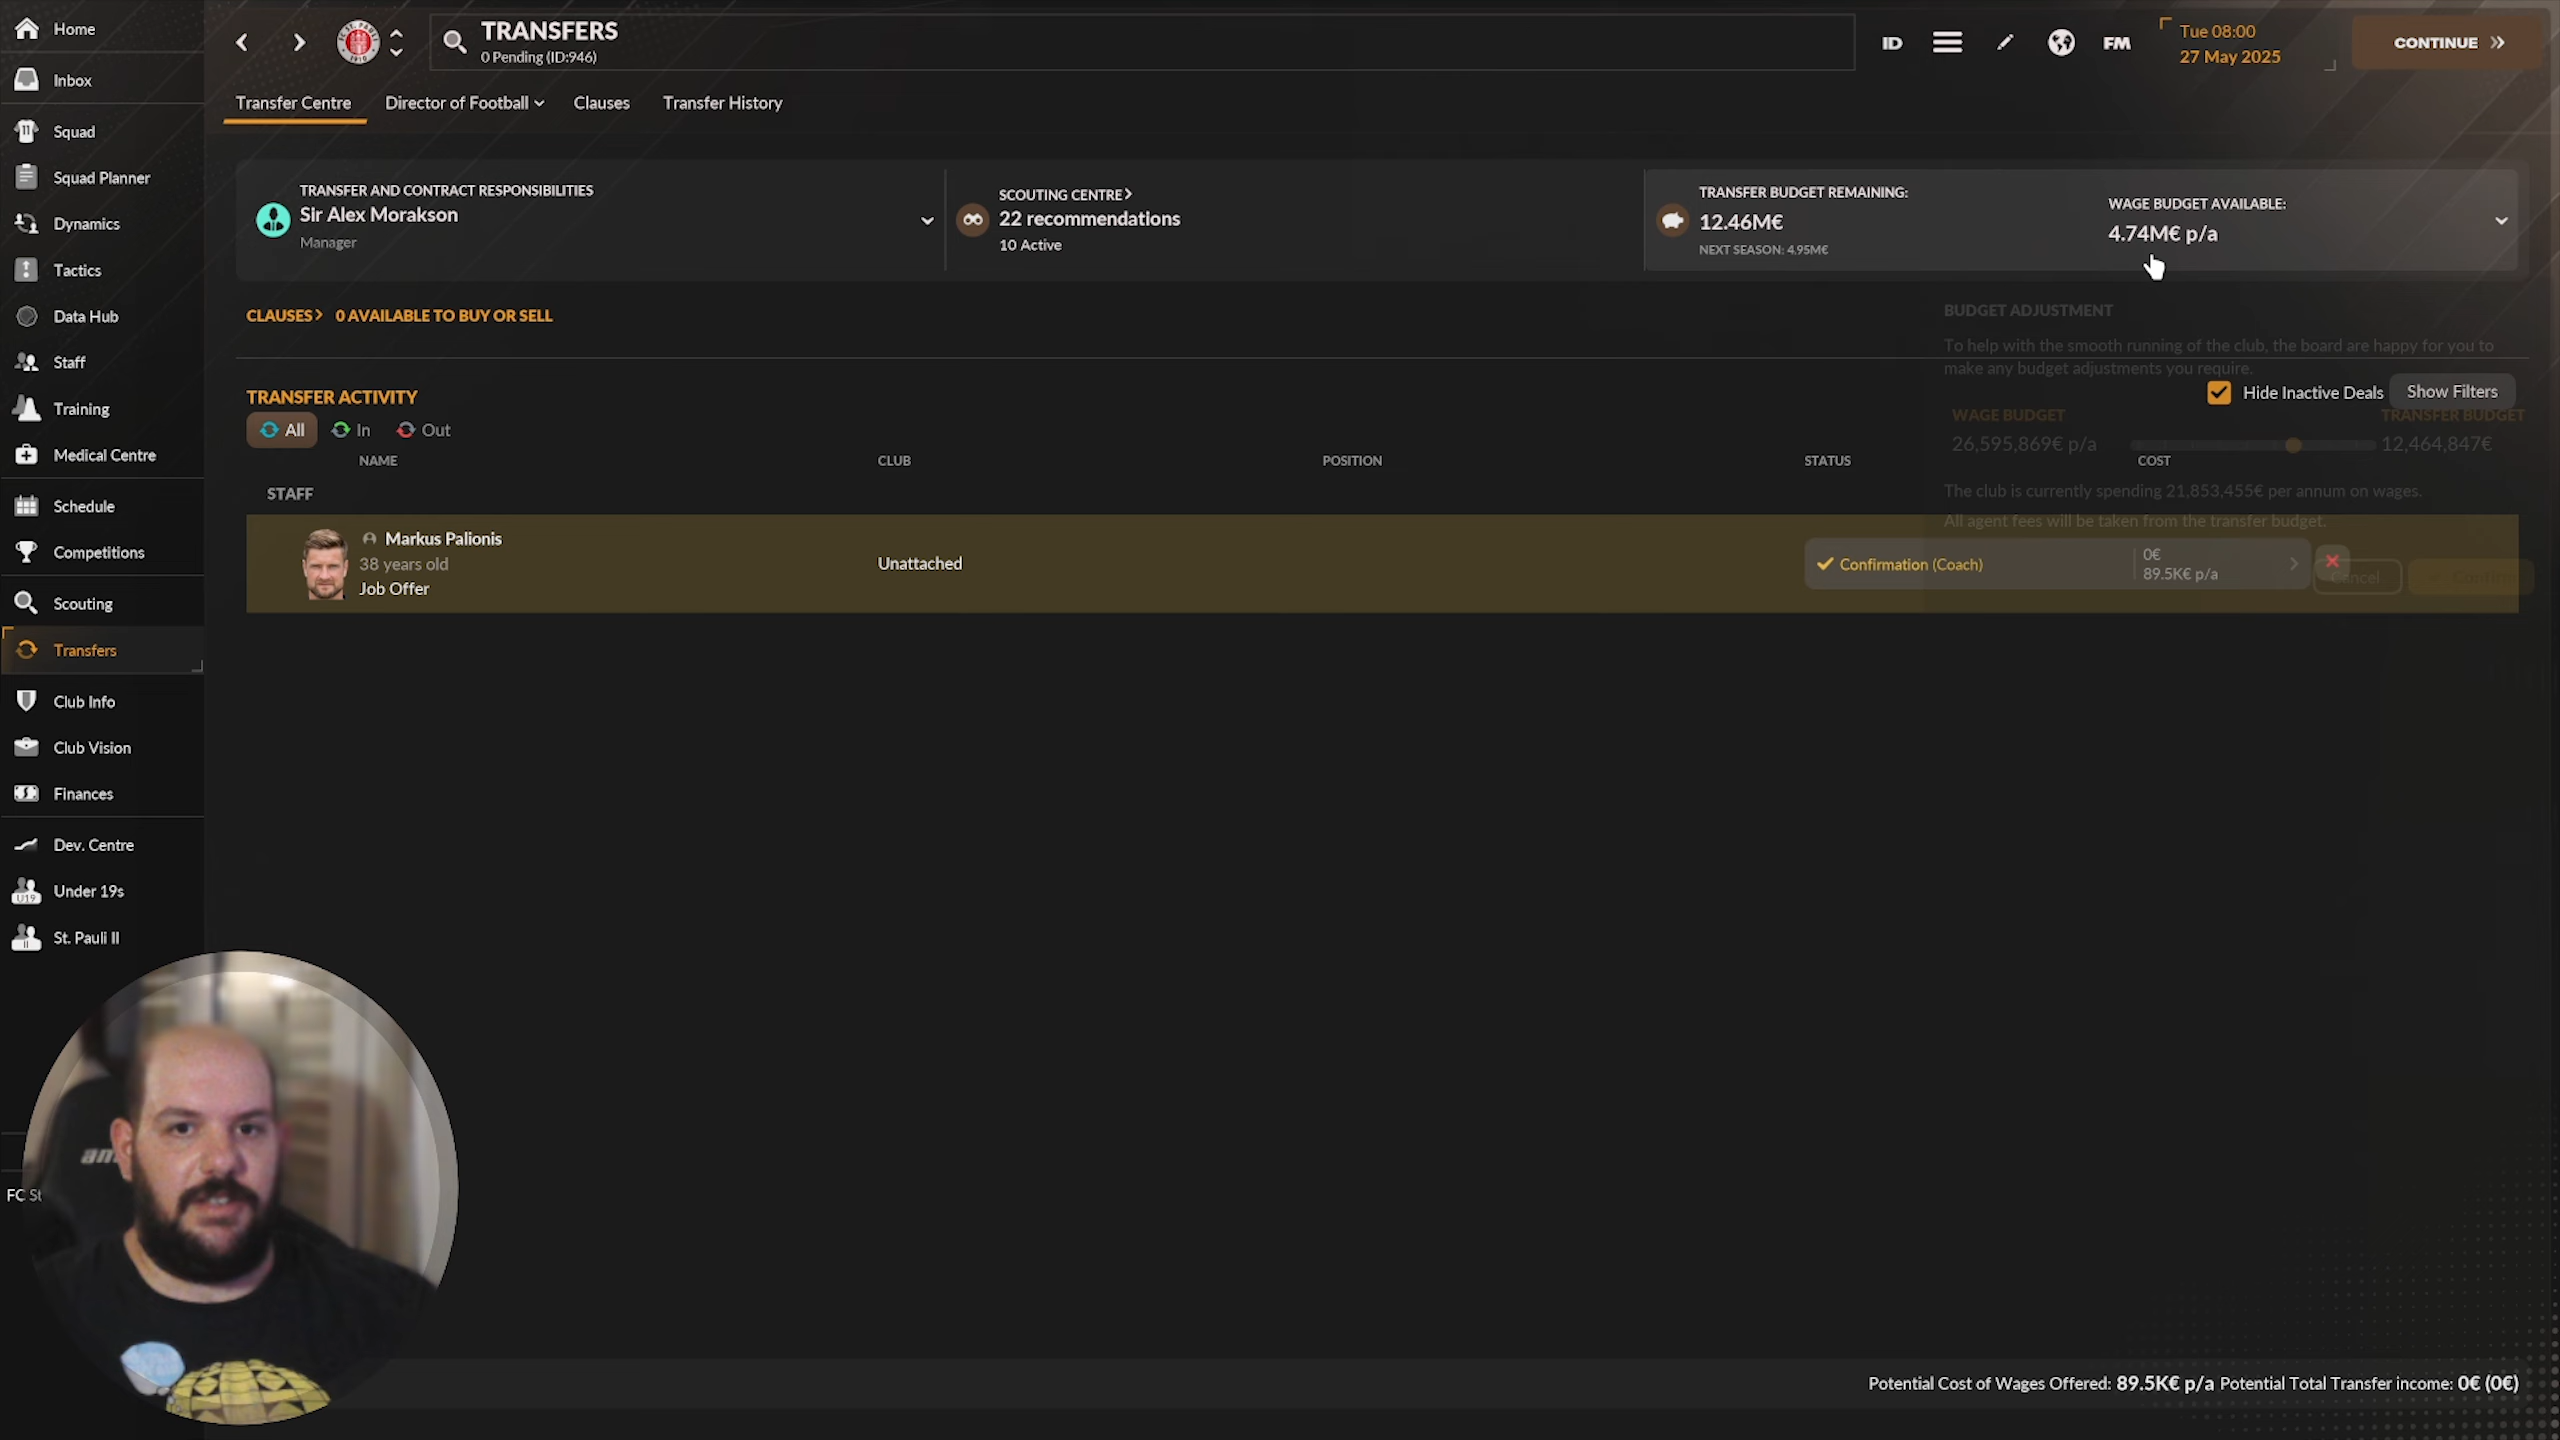 Home
Inbox
Squad
Squad Planner
Dynamics
Tactics
Data Hub
Staff
Training
Medical Centre
Schedule
Competitions
Scouting
Transfers
Club Info
Club Vision
Finances
Dev. Centre
Under 19s
U19
St. Pauli II
FC St
TRANSFERS
0 Pending (ID:946)
ID
FM
Tue 08:00
27 May 2025
CONTINUE
Transfer Centre
Director of Football
Clauses
Transfer History
TRANSFER AND CONTRACT RESPONSIBILITIES
Sir Alex Morakson
Manager
SCOUTING CENTRE>
22 recommendations
10 Active
TRANSFER BUDGET REMAINING:
12.46M€
NEXT SEASON: 4.95M€
WAGE BUDGET AVAILABLE:
4.74M€ p/a
CLAUSES> 0 AVAILABLE TO BUY OR SELL
BUDGET ADJUSTMENT
To help with the smooth running of the club, the board are happy for you to
make any budget adjustments you require.
TRANSFER ACTIVITY
Hide Inactive Deals
Show Filters
WAGE BUDGET
TRANSFER BUDGET
All
In
Out
26,595,869€ p/a
12,464,847€
NAME
CLUB
POSITION
STATUS
COST
STAFF
The club is currently spending 21,853,455€ per annum on wages.
All agent fees will be taken from the transfer budget.
Markus Palionis
38 years old
Job Offer
Unattached
Confirmation (Coach)
0€
89.5K€ p/a
Cancel
Potential Cost of Wages Offered: 89.5K€ p/a Potential Total Transfer income: 0€ (0€)